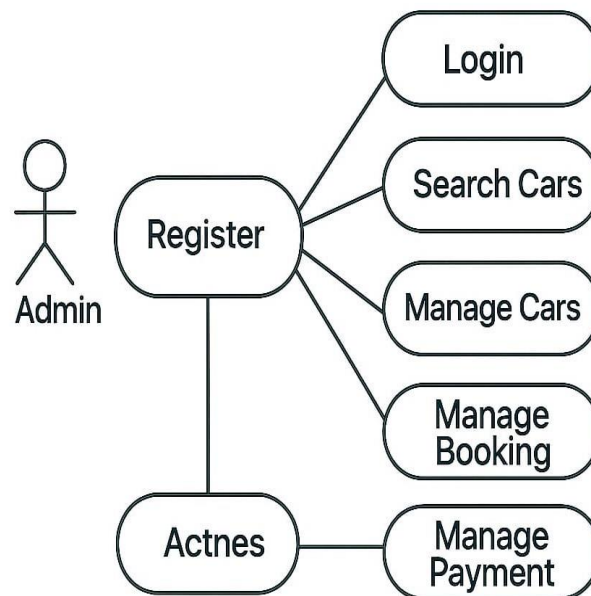 Login
Search Cars
Register
Admin
Manage Cars
Manage
Booking
Actnes
Manage
Payment